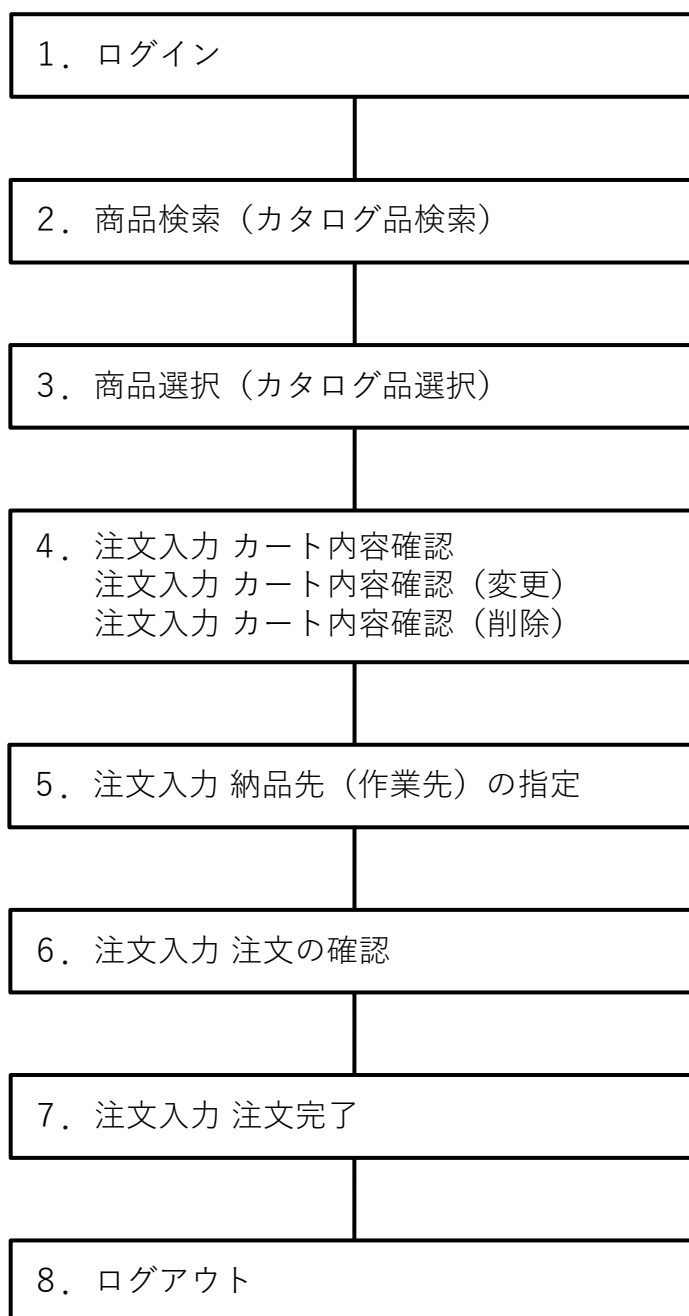 1．ログイン
2．商品検索（カタログ品検索）
3．商品選択（カタログ品選択）
4．注文入力 カート内容確認
注文入力 カート内容確認（変更）
注文入力 カート内容確認（削除）
5．注文入力 納品先（作業先）の指定
6．注文入力 注文の確認
7．注文入力 注文完了
8．ログアウト